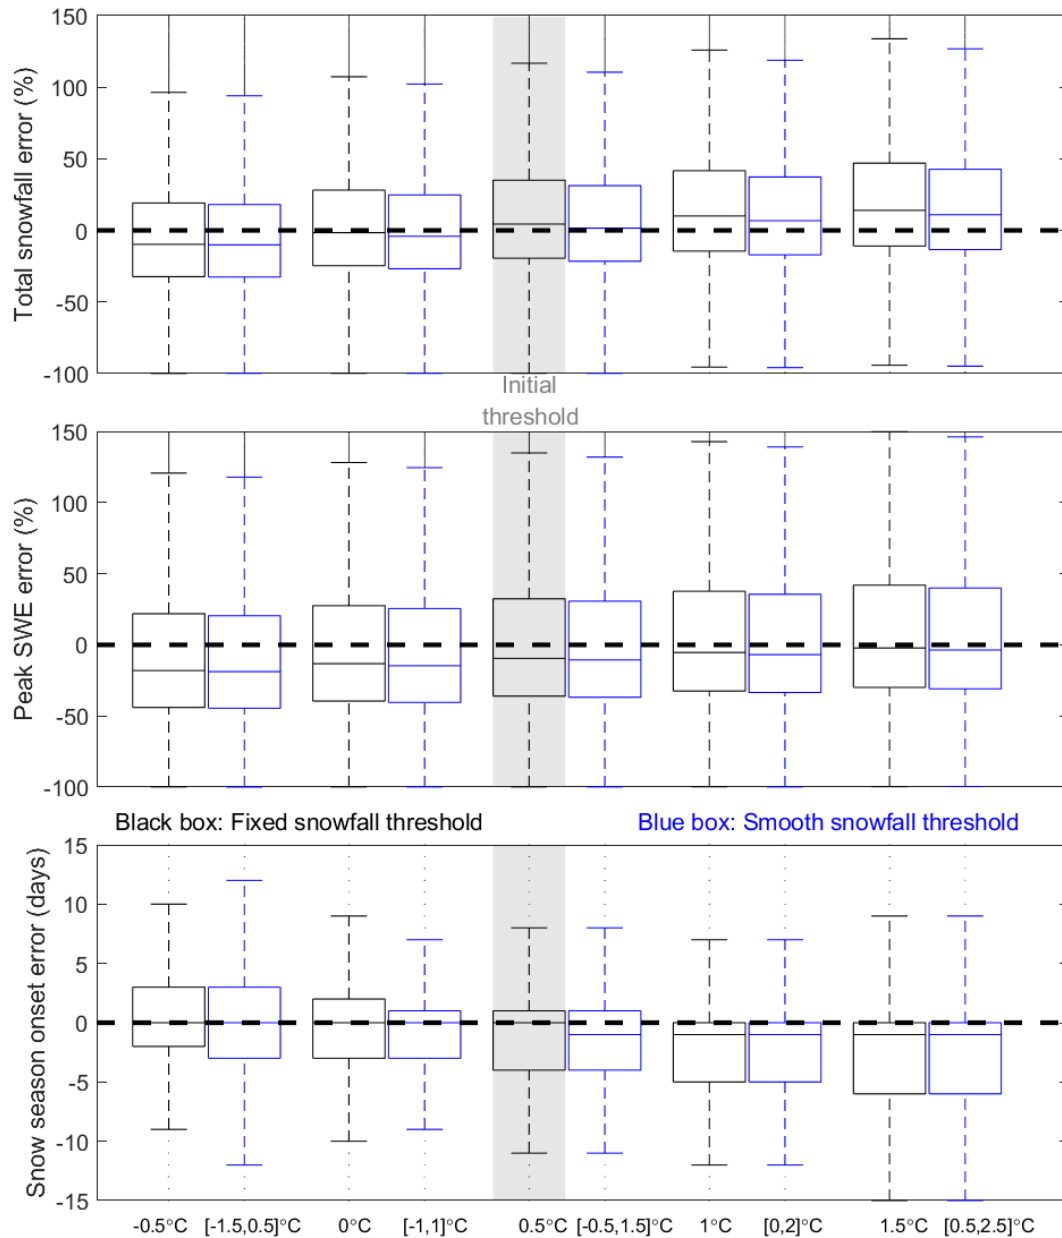 150
100
50
0
-50
-100
Total snowfall error (%)
Initial
threshold
150
100
50
0
-50
-100
Peak SWE error (%)
Black box: Fixed snowfall threshold
Blue box: Smooth snowfall threshold
15
10
5
0
-5
-10
-15
Snow season onset error (days)
-0.5°C [-1.5,0.5]°C 0°C [-1,1]°C 0.5°C [-0.5,1.5]°C 1°C [0,2]°C 1.5°C [0.5,2.5]°C